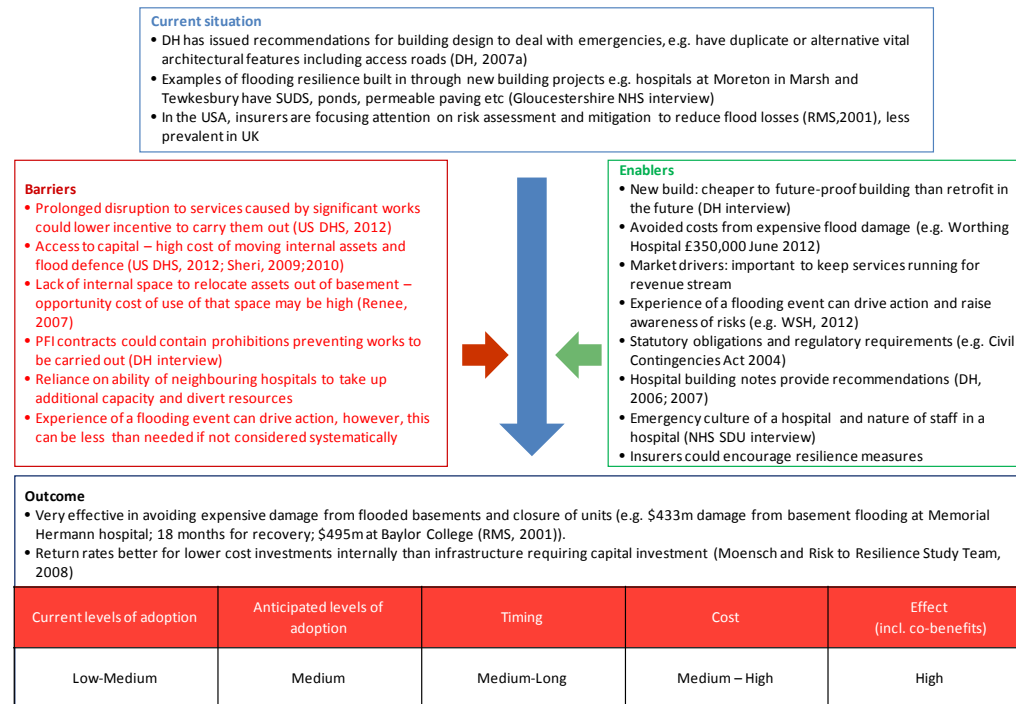 Current situation
• DH has issued recommendations for building design to deal with emergencies, e.g. have duplicate or alternative vital
architectural features including access roads (DH, 2007a)
• Examples of flooding resilience built in through new building projects e.g. hospitals at Moreton in Marsh and
Tewkesbury have SUDS, ponds, permeable paving etc (Gloucestershire NHS interview)
• In the USA, insurers are focusing attention on risk assessment and mitigation to reduce flood losses (RMS,2001), less
prevalent in UK
Barriers
• Prolonged disruption to services caused by significant works
could lower incentive to carry them out (US DHS, 2012)
• Access to capital – high cost of moving internal assets and
flood defence (US DHS, 2012; Sheri, 2009;2010)
• Lack of internal space to relocate assets out of basement –
opportunity cost of use of that space may be high (Renee,
2007)
• PFI contracts could contain prohibitions preventing works to
be carried out (DH interview)
• Reliance on ability of neighbouring hospitals to take up
additional capacity and divert resources
• Experience of a flooding event can drive action, however, this
can be less than needed if not considered systematically
Enablers
• New build: cheaper to future-proof building than retrofit in
the future (DH interview)
• Avoided costs from expensive flood damage (e.g. Worthing
Hospital £350,000 June 2012)
• Market drivers: important to keep services running for
revenue stream
• Experience of a flooding event can drive action and raise
awareness of risks (e.g. WSH, 2012)
• Statutory obligations and regulatory requirements (e.g. Civil
Contingencies Act 2004)
• Hospital building notes provide recommendations (DH,
2006; 2007)
• Emergency culture of a hospital and nature of staff in a
hospital (NHS SDU interview)
• Insurers could encourage resilience measures
Outcome
• Very effective in avoiding expensive damage from flooded basements and closure of units (e.g. $433m damage from basement flooding at Memorial
Hermann hospital; 18 months for recovery; $495m at Baylor College (RMS, 2001)).
• Return rates better for lower cost investments internally than infrastructure requiring capital investment (Moensch and Risk to Resilience Study Team,
2008)
Current levels of adoption
Anticipated levels of
adoption
Timing
Cost
Effect
(incl. co-benefits)
Low-Medium
Medium
Medium-Long
Medium – High
High